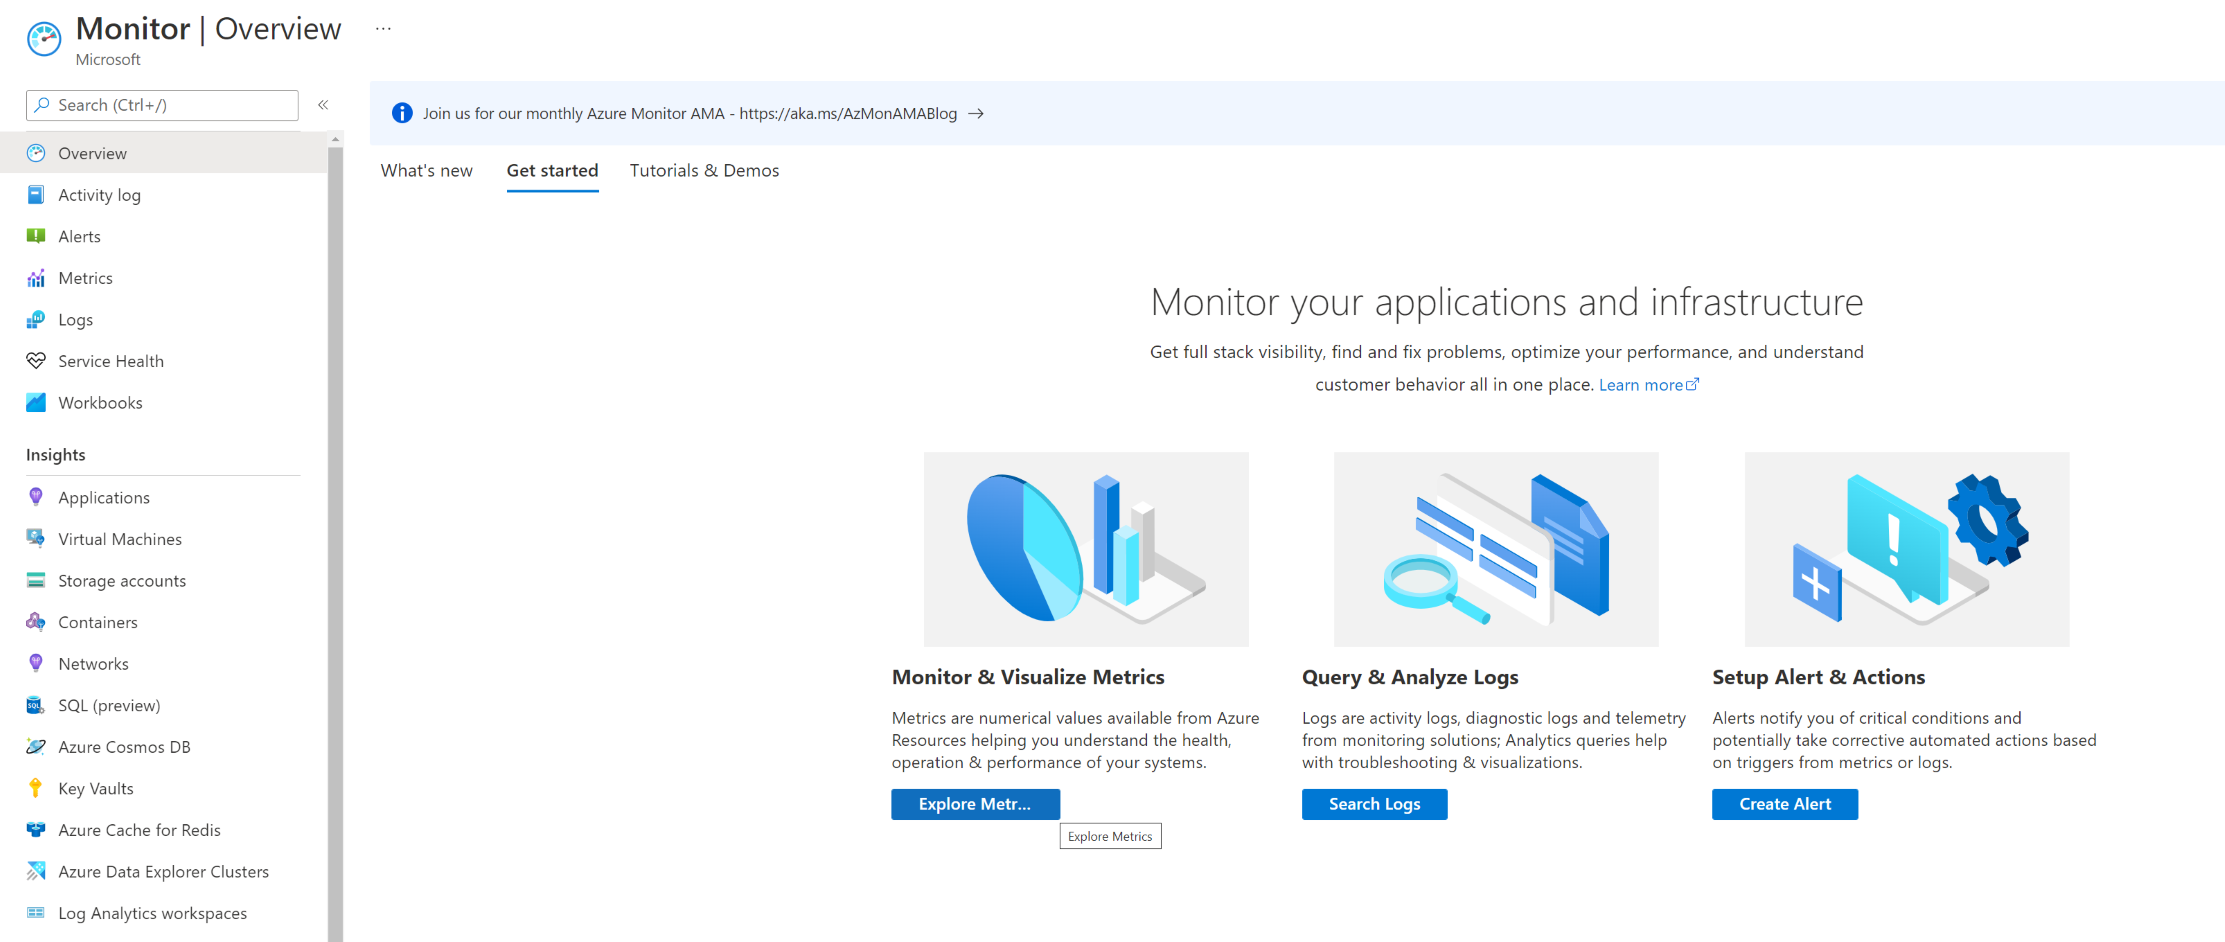 Monitor | Overview ...
Microsoft
Search (Ctrl+/)
«
Overview
Activity log
Alerts
Metrics
Logs
Service Health
Workbooks
Insights
Applications
Virtual Machines
Storage accounts
Containers
Networks
SQL (preview)
Azure Cosmos DB
Key Vaults
Azure Cache for Redis
Azure Data Explorer Clusters
Log Analytics workspaces
Join us for our monthly Azure Monitor AMA - https://aka.ms/AzMonAMABlog →
What's new
Get started
Tutorials & Demos
Monitor your applications and infrastructure
Get full stack visibility, find and fix problems, optimize your performance, and understand
customer behavior all in one place. Learn more
Monitor & Visualize Metrics
Metrics are numerical values available from Azure
Resources helping you understand the health,
operation & performance of your systems.
Explore Metr...
Explore Metrics
Query & Analyze Logs
Logs are activity logs, diagnostic logs and telemetry
from monitoring solutions; Analytics queries help
with troubleshooting & visualizations.
Search Logs
Setup Alert & Actions
Alerts notify you of critical conditions and
potentially take corrective automated actions based
on triggers from metrics or logs.
Create Alert